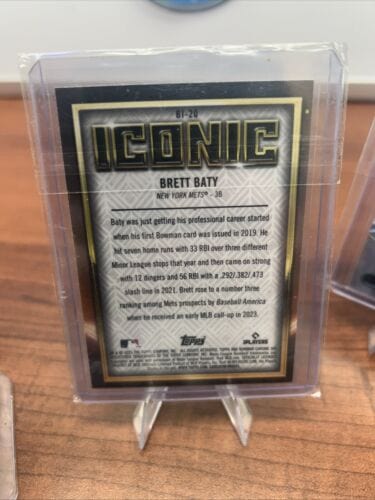 BI-20
ICONIC
BRETT BATY
NEW YORK METS® - 3B
Baty was just getting his professional career started
when his first Bowman card was issued in 2019. He
hit seven home runs with 33 RBI over three different
Minor League stops that year and then came on strong
with 12 dingers and 56 RBI with a .292/.382/.473
slash line in 2021. Brett rose to a number three
ranking among Mets prospects by Baseball America
when he received an early MLB call-up in 2023.
Topps
PLAYERS